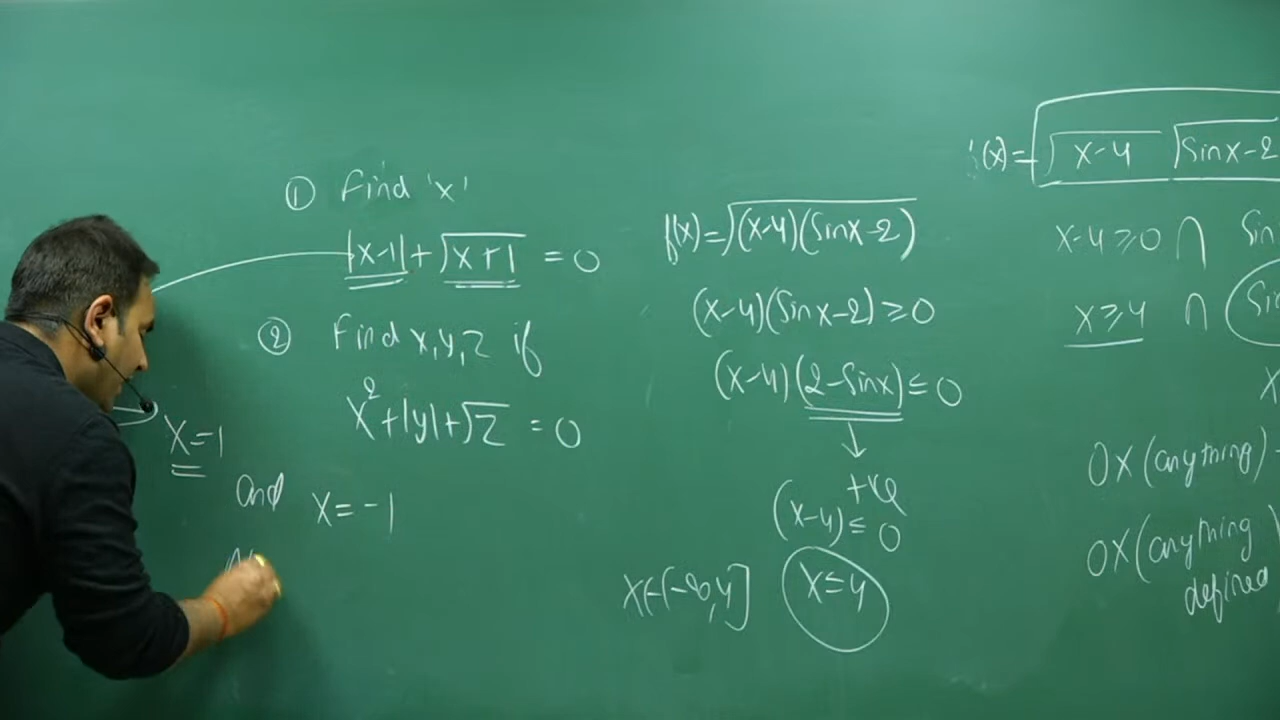 ① Find 'x'
|x-1| + √x+1 = 0
② Find x,y,z if
x² + |y| + √z = 0
x=1
and x=-1
f(x)=√(x-4)(Sinx-2)
(x-4)(Sinx-2)≥0
(x-4)(2-Sinx)≤0
↓
+ve
(x-4)≤0
x≤4
x∈(-∞,4]
f(x)= √x-4 √Sinx-2
x-4≥0 ∩ Sin
x≥4 ∩ Sin
x
0×(anything)
0×(anything)
defined